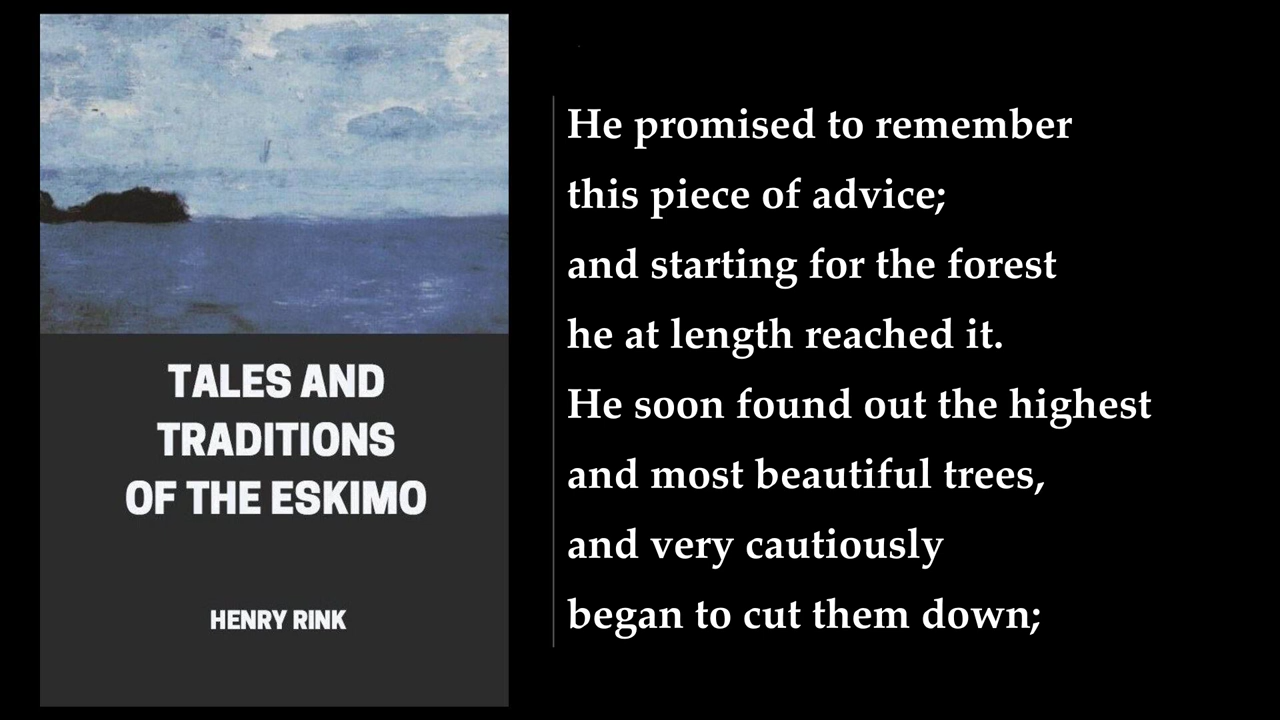 TALES AND
TRADITIONS
OF THE ESKIMO
HENRY RINK
He promised to remember
this piece of advice;
and starting for the forest
he at length reached it.
He soon found out the highest
and most beautiful trees,
and very cautiously
began to cut them down;